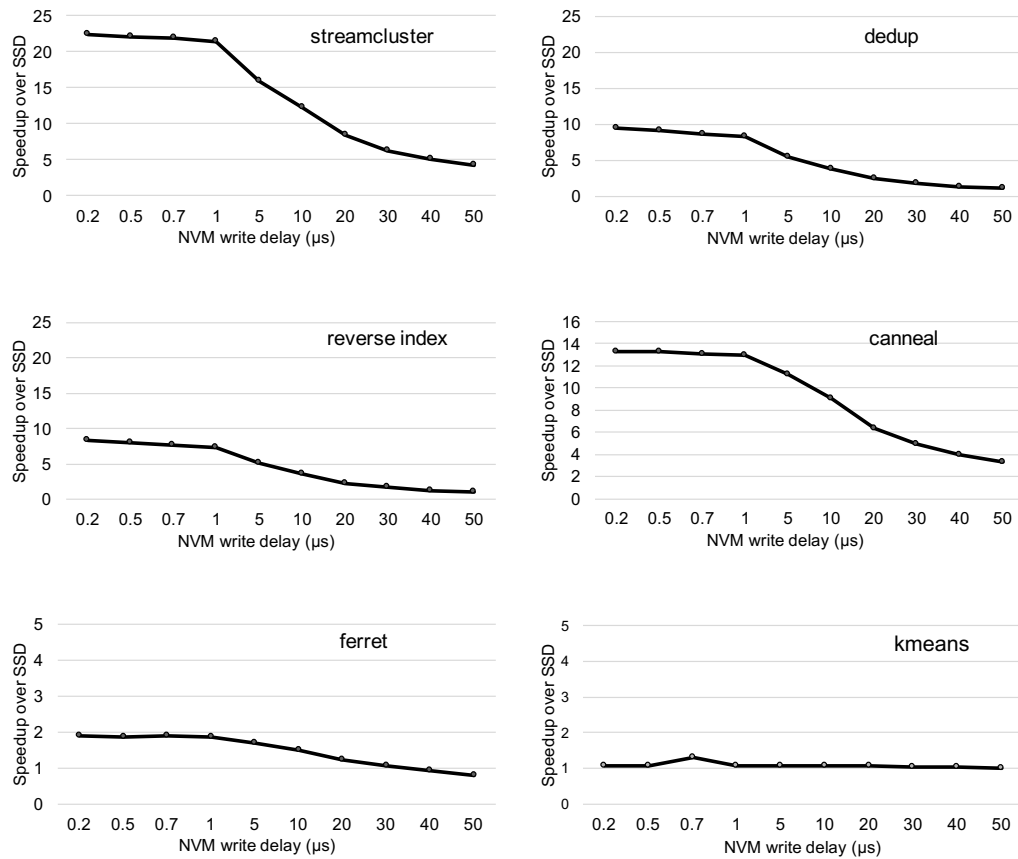 streamcluster
Speedup over SSD
25
20
15
10
5
0
0.2 0.5 0.7 1 5 10 20 30 40 50
NVM write delay (µs)
dedup
Speedup over SSD
25
20
15
10
5
0
0.2 0.5 0.7 1 5 10 20 30 40 50
NVM write delay (µs)
reverse index
Speedup over SSD
25
20
15
10
5
0
0.2 0.5 0.7 1 5 10 20 30 40 50
NVM write delay (µs)
canneal
Speedup over SSD
16
14
12
10
8
6
4
2
0
0.2 0.5 0.7 1 5 10 20 30 40 50
NVM write delay (µs)
ferret
Speedup over SSD
5
4
3
2
1
0
0.2 0.5 0.7 1 5 10 20 30 40 50
NVM write delay (µs)
kmeans
Speedup over SSD
5
4
3
2
1
0
0.2 0.5 0.7 1 5 10 20 30 40 50
NVM write delay (µs)